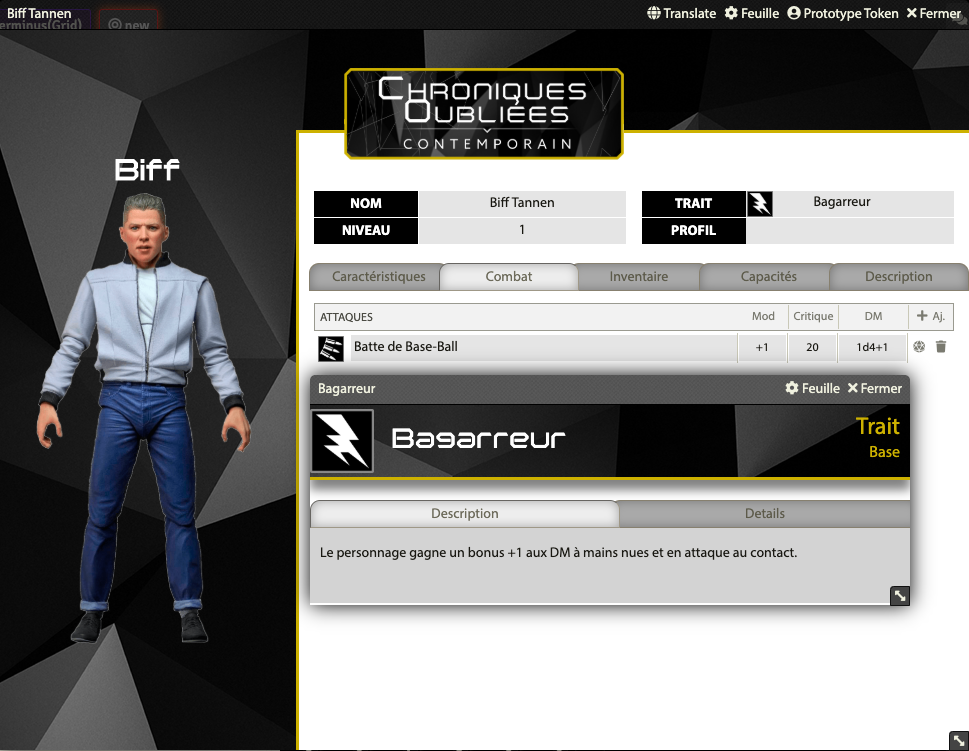 Biff Tannen
Translate Feuille Prototype Token Fermer
erminus(Grid) new
CHRONIQUES
OUBLIÉES
CONTEMPORAIN
Biff
NOM Biff Tannen
NIVEAU 1
TRAIT Bagarreur
PROFIL
Caractéristiques Combat Inventaire Capacités Description
ATTAQUES Mod Critique DM + Aj.
Batte de Base-Ball +1 20 1d4+1
Bagarreur Feuille Fermer
Bagarreur
Trait
Base
Description Details
Le personnage gagne un bonus +1 aux DM à mains nues et en attaque au contact.